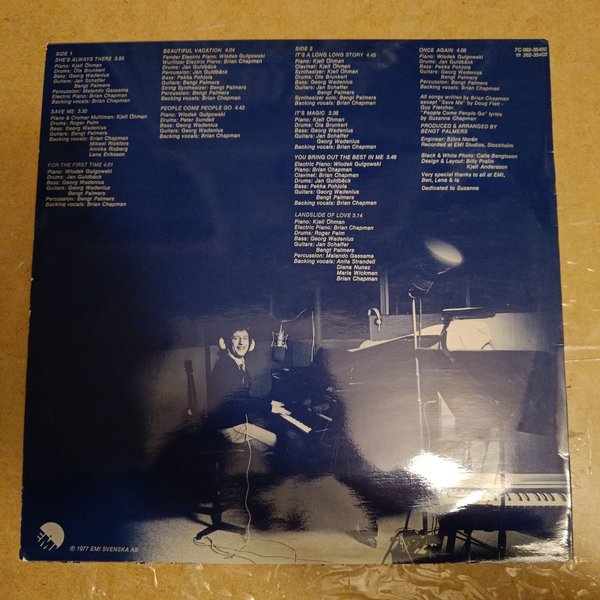 SIDE 1
SHE'S ALWAYS THERE 3.55
Piano: Kjell Öhman
Drums: Ola Brunkert
Bass: Georg Wadenius
Guitars: Jan Schaffer
Bengt Palmers
Percussion: Malando Gassama
Electric Piano: Brian Chapman
Backing vocals: Brian Chapman
SAVE ME 3.30
Piano & Crumar Multiman: Kjell Öhman
Drums: Roger Palm
Bass: Georg Wadenius
Guitars: Bengt Palmers
Backing vocals: Brian Chapman
Mikael Rickfors
Annika Risberg
Lena Eriksson
FOR THE FIRST TIME 4.01
Piano: Wlodek Gulgowski
Drums: Jan Guldbäck
Bass: Georg Wadenius
Guitars: Georg Wadenius
Bengt Palmers
Percussion: Bengt Palmers
Backing vocals: Brian Chapman
BEAUTIFUL VACATION 4.04
Fender Electric Piano: Wlodek Gulgowski
Wurlitzer Electric Piano: Brian Chapman
Drums: Jan Guldbäck
Percussion: Jan Guldbäck
Bass: Pekka Pohjola
Guitars: Georg Wadenius
Bengt Palmers
String Synthesizer: Bengt Palmers
Percussion: Bengt Palmers
Backing vocals: Brian Chapman
PEOPLE COME PEOPLE GO 4.43
Piano: Wlodek Gulgowski
Drums: Peter Sundell
Bass: Georg Wadenius
Guitars: Georg Wadenius
Backing vocals: Brian Chapman
SIDE 2
IT'S A LONG LONG STORY 4.46
Piano: Kjell Öhman
Clavinet: Kjell Öhman
Synthesizer: Kjell Öhman
Drums: Ola Brunkert
Bass: Georg Wadenius
Guitars: Jan Schaffer
Georg Wadenius
Bengt Palmers
Synthesizer solo: Bengt Palmers
Backing vocals: Brian Chapman
IT'S MAGIC 3.36
Piano: Kjell Öhman
Drums: Ola Brunkert
Bass: Georg Wadenius
Guitars: Jan Schaffer
Georg Wadenius
Backing vocals: Brian Chapman
YOU BRING OUT THE BEST IN ME 3.48
Electric Piano: Wlodek Gulgowski
Piano: Brian Chapman
Clavinet: Brian Chapman
Drums: Jan Guldbäck
Bass: Pekka Pohjola
Guitars: Georg Wadenius
Bengt Palmers
Backing vocals: Brian Chapman
LANDSLIDE OF LOVE 3.14
Piano: Kjell Öhman
Electric Piano: Brian Chapman
Drums: Roger Palm
Bass: Georg Wadenius
Guitars: Jan Schaffer
Bengt Palmers
Percussion: Malando Gassama
Backing vocals: Anita Strandell
Diana Nunez
Maria Wickman
Brian Chapman
ONCE AGAIN 4.06
Piano: Wlodek Gulgowski
Drums: Jan Guldbäck
Bass: Pekka Pohjola
Guitars: Georg Wadenius
Bengt Palmers
Backing vocals: Brian Chapman
All songs written by Brian Chapman
except "Save Me" by Doug Flett -
Guy Fletcher.
"People Come People Go" lyrics
by Suzanne Chapman
PRODUCED & ARRANGED BY
BENGT PALMERS
Engineer: Björn Norén
Recorded at EMI Studios, Stockholm
Black & White Photo: Calle Bengtsson
Design & Layout: Billy Pralin
Kjell Andersson
Very special thanks to all at EMI,
Ben, Lena & Ia
Dedicated to Suzanne
7C 062-35402
262-35402
EMI
℗ 1977 EMI SVENSKA AB